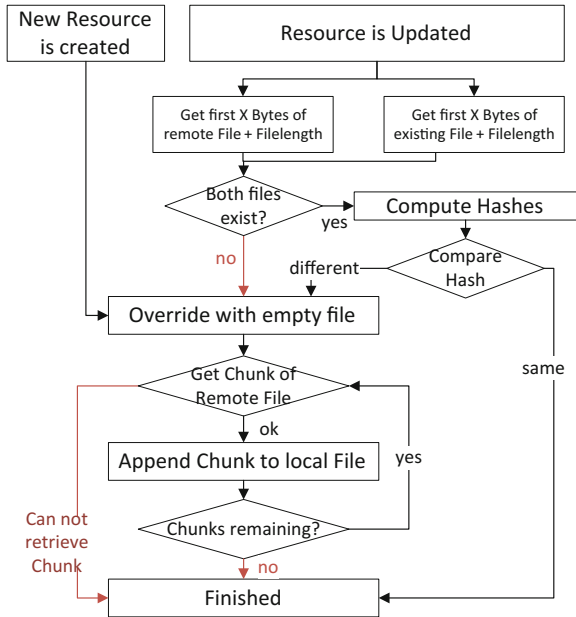 New Resource
is created
Resource is Updated
Get first X Bytes of
remote File + Filelength
Get first X Bytes of
existing File + Filelength
Both files
exist?
yes
Compute Hashes
no
different
Compare
Hash
Override with empty file
same
Get Chunk of
Remote File
ok
Append Chunk to local File
yes
Can not
retrieve
Chunk
Chunks remaining?
no
Finished